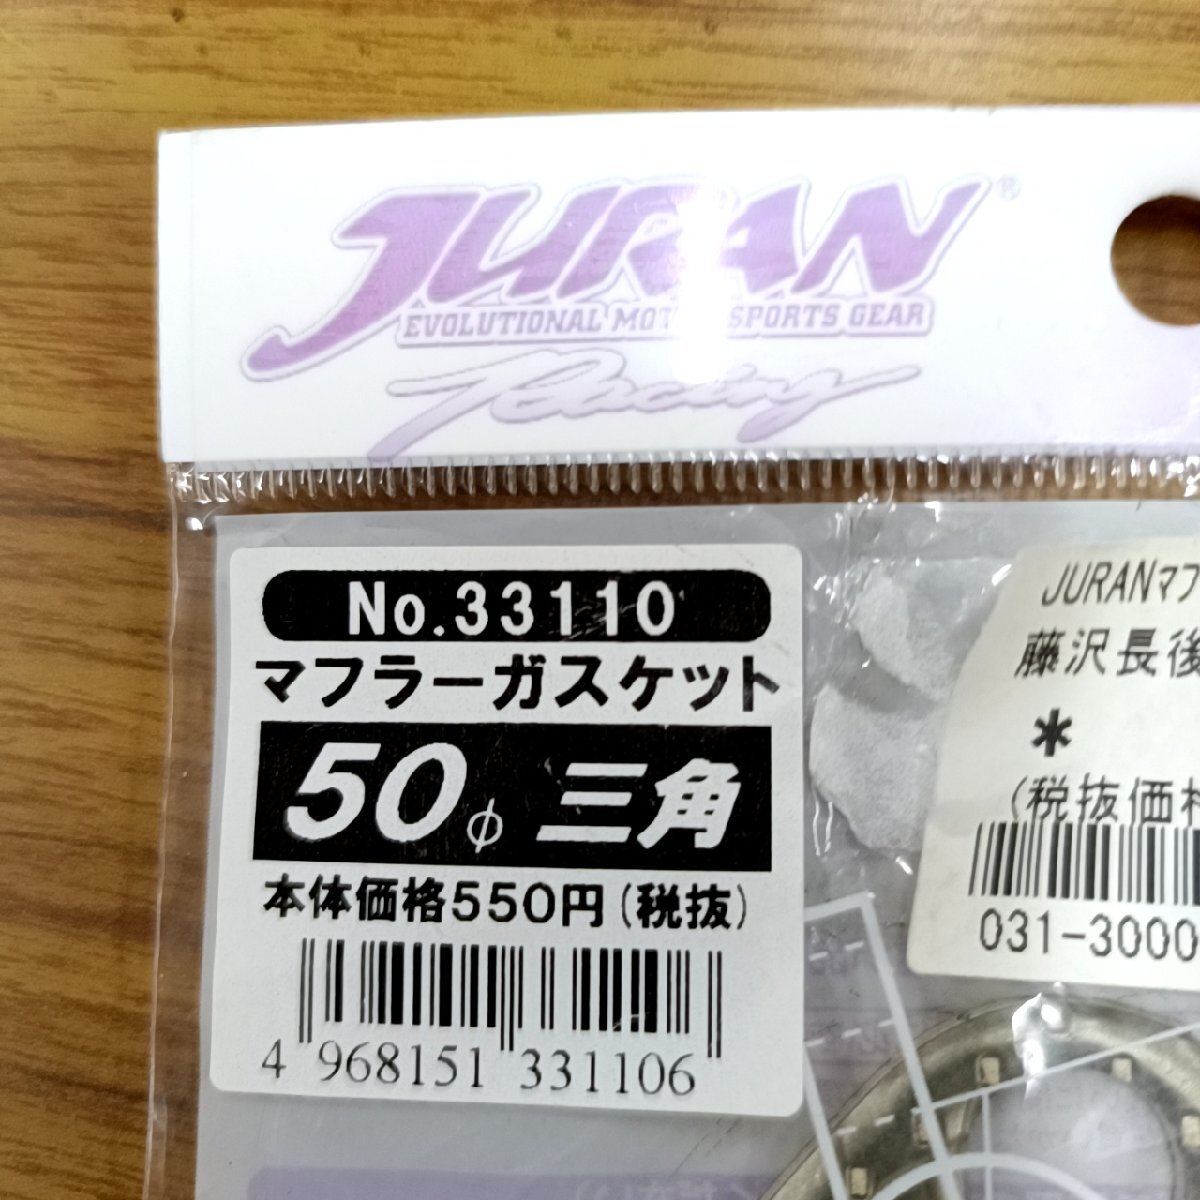 JURAN®
EVOLUTIONAL MOTORSPORTS GEAR
Racing
No.33110
マフラーガスケット
50φ 三角
本体価格550円(税抜)
4 968151 331106
JURANマフ
藤沢長後
*
(税抜価格
031-3000